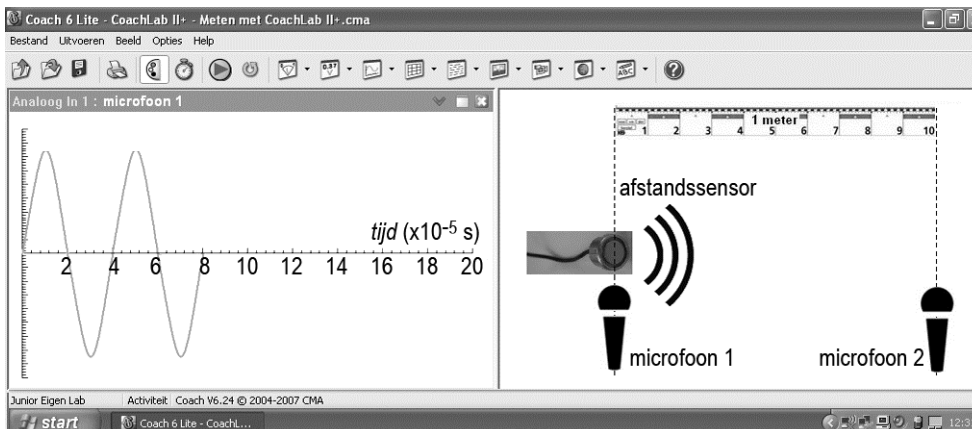 Coach 6 Lite - CoachLab II+ - Meten met CoachLab II+.cma
Bestand Uitvoeren Beeld Opties Help
0.37
ABC
Analoog In 1 : microfoon 1
tijd (x10⁻⁵ s)
2 4 6 8 10 12 14 16 18 20
1 meter
1 2 3 4 5 6 7 8 9 10
afstandssensor
microfoon 1
microfoon 2
Junior Eigen Lab Activiteit Coach V6.24 © 2004-2007 CMA
start Coach 6 Lite - CoachL...